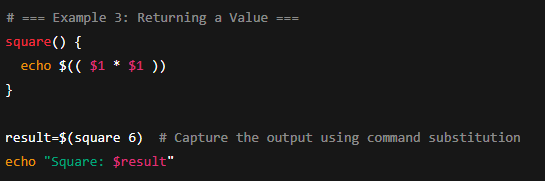 # === Example 3: Returning a Value ===
square() {
  echo $(( $1 * $1 ))
}
result=$(square 6)  # Capture the output using command substitution
echo "Square: $result"